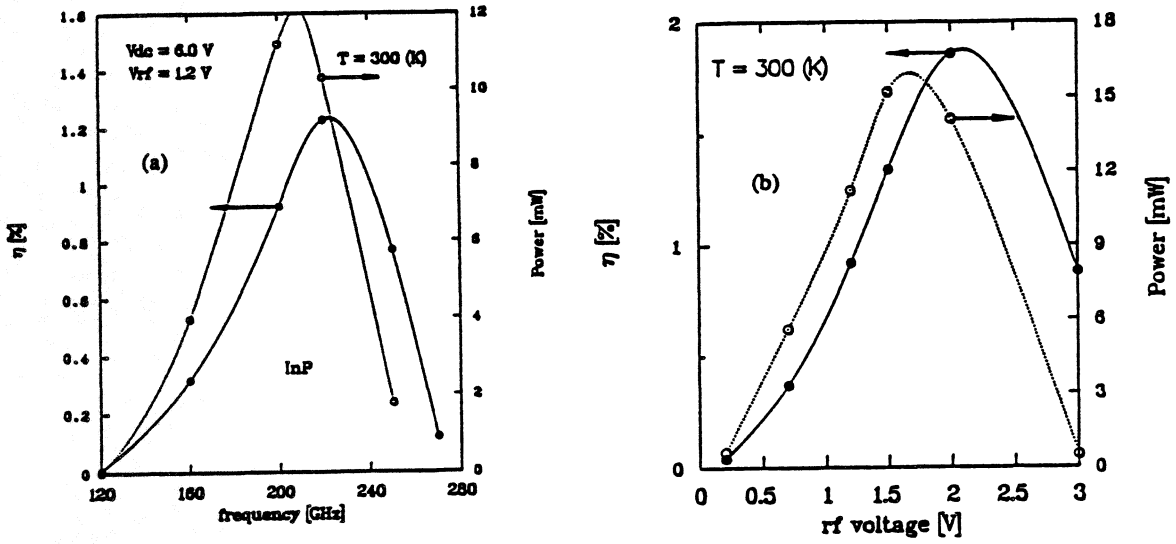 1.6
1.4
1.2
1
0.8
0.6
0.4
0.2
0
η [%]
Vdc = 6.0 V
Vrf = 1.2 V
T = 300 (K)
(a)
InP
12
10
8
6
4
2
0
Power [mW]
120
160
200
240
280
frequency [GHz]
2
1
0
η [%]
T = 300 (K)
(b)
18
15
12
9
6
3
0
Power [mW]
0
0.5
1
1.5
2
2.5
3
rf voltage [V]